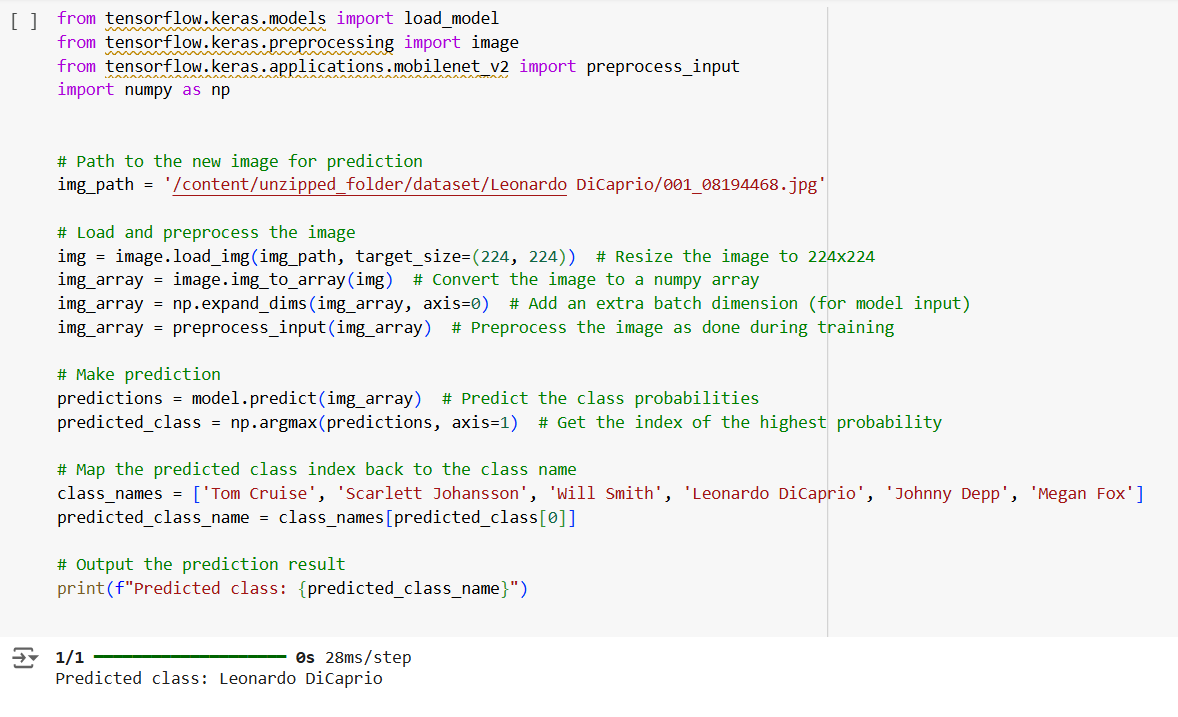 [ ] from tensorflow.keras.models import load_model
from tensorflow.keras.preprocessing import image
from tensorflow.keras.applications.mobilenet_v2 import preprocess_input
import numpy as np
# Path to the new image for prediction
img_path = '/content/unzipped_folder/dataset/Leonardo DiCaprio/001_08194468.jpg'
# Load and preprocess the image
img = image.load_img(img_path, target_size=(224, 224))  # Resize the image to 224x224
img_array = image.img_to_array(img)  # Convert the image to a numpy array
img_array = np.expand_dims(img_array, axis=0)  # Add an extra batch dimension (for model input)
img_array = preprocess_input(img_array)  # Preprocess the image as done during training
# Make prediction
predictions = model.predict(img_array)  # Predict the class probabilities
predicted_class = np.argmax(predictions, axis=1)  # Get the index of the highest probability
# Map the predicted class index back to the class name
class_names = ['Tom Cruise', 'Scarlett Johansson', 'Will Smith', 'Leonardo DiCaprio', 'Johnny Depp', 'Megan Fox']
predicted_class_name = class_names[predicted_class[0]]
# Output the prediction result
print(f"Predicted class: {predicted_class_name}")
1/1 0s 28ms/step
Predicted class: Leonardo DiCaprio